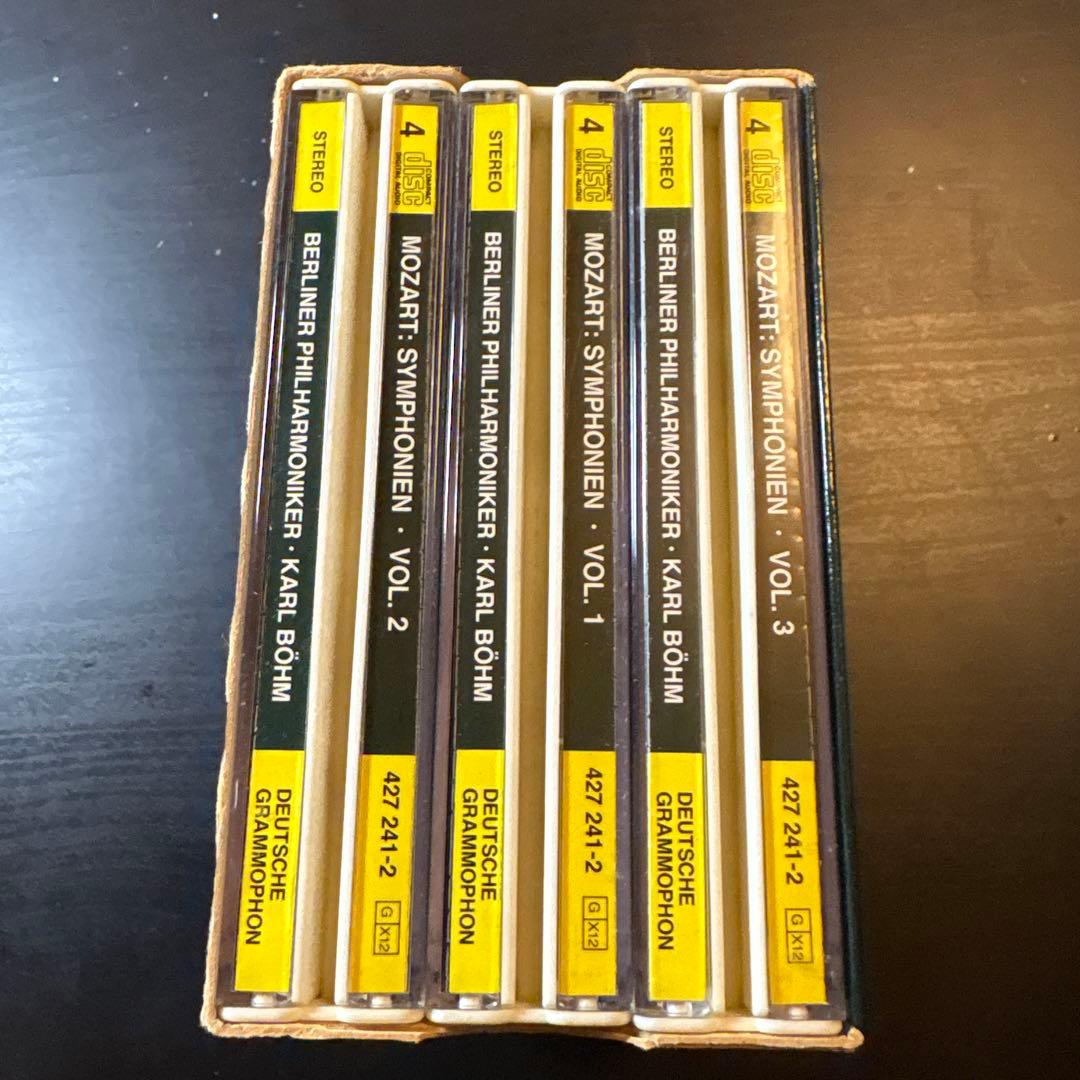 STEREO
BERLINER PHILHARMONIKER · KARL BÖHM
DEUTSCHE
GRAMMOPHON
4
COMPACT
disc
DIGITAL AUDIO
MOZART: SYMPHONIEN · VOL. 2
427 241-2
G X12
STEREO
BERLINER PHILHARMONIKER · KARL BÖHM
DEUTSCHE
GRAMMOPHON
4
COMPACT
disc
DIGITAL AUDIO
MOZART: SYMPHONIEN · VOL. 1
427 241-2
G X12
STEREO
BERLINER PHILHARMONIKER · KARL BÖHM
DEUTSCHE
GRAMMOPHON
4
COMPACT
disc
DIGITAL AUDIO
MOZART: SYMPHONIEN · VOL. 3
427 241-2
G X12